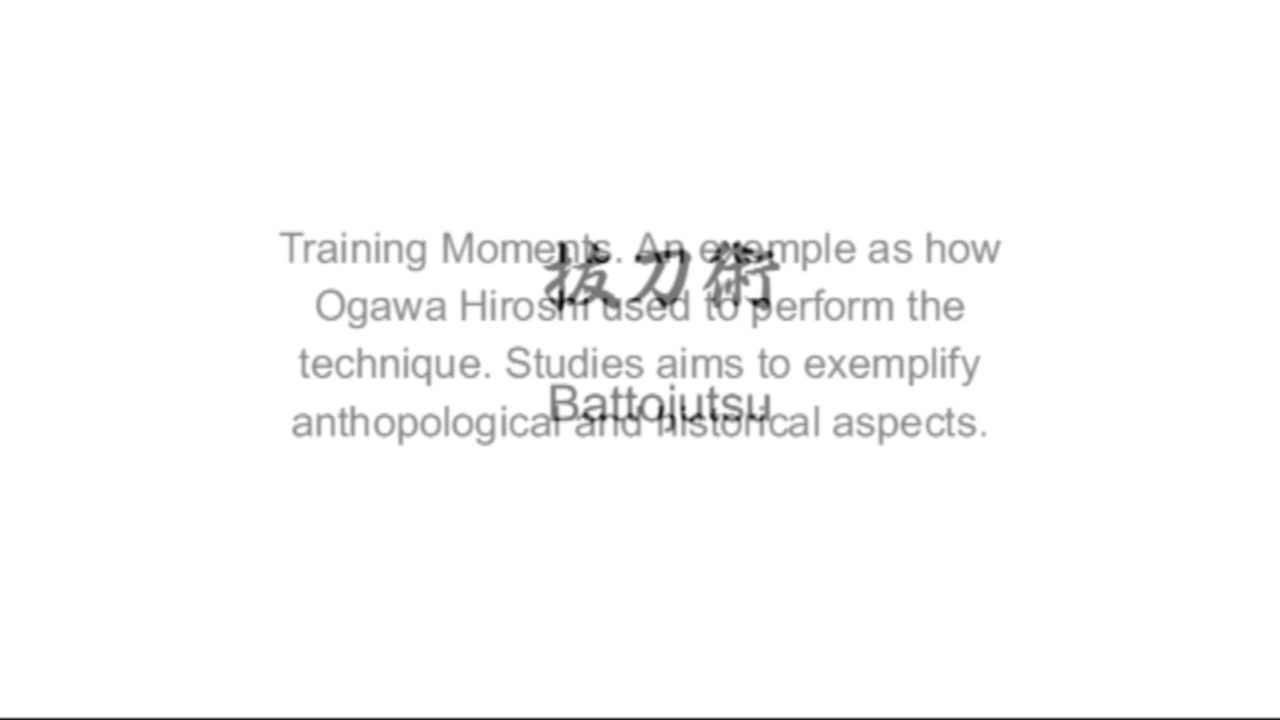 Training Moments. An example as how
Ogawa Hiroshi used to perform the
technique. Studies aims to exemplify
anthopological and historical aspects.
抜刀術
Battojutsu